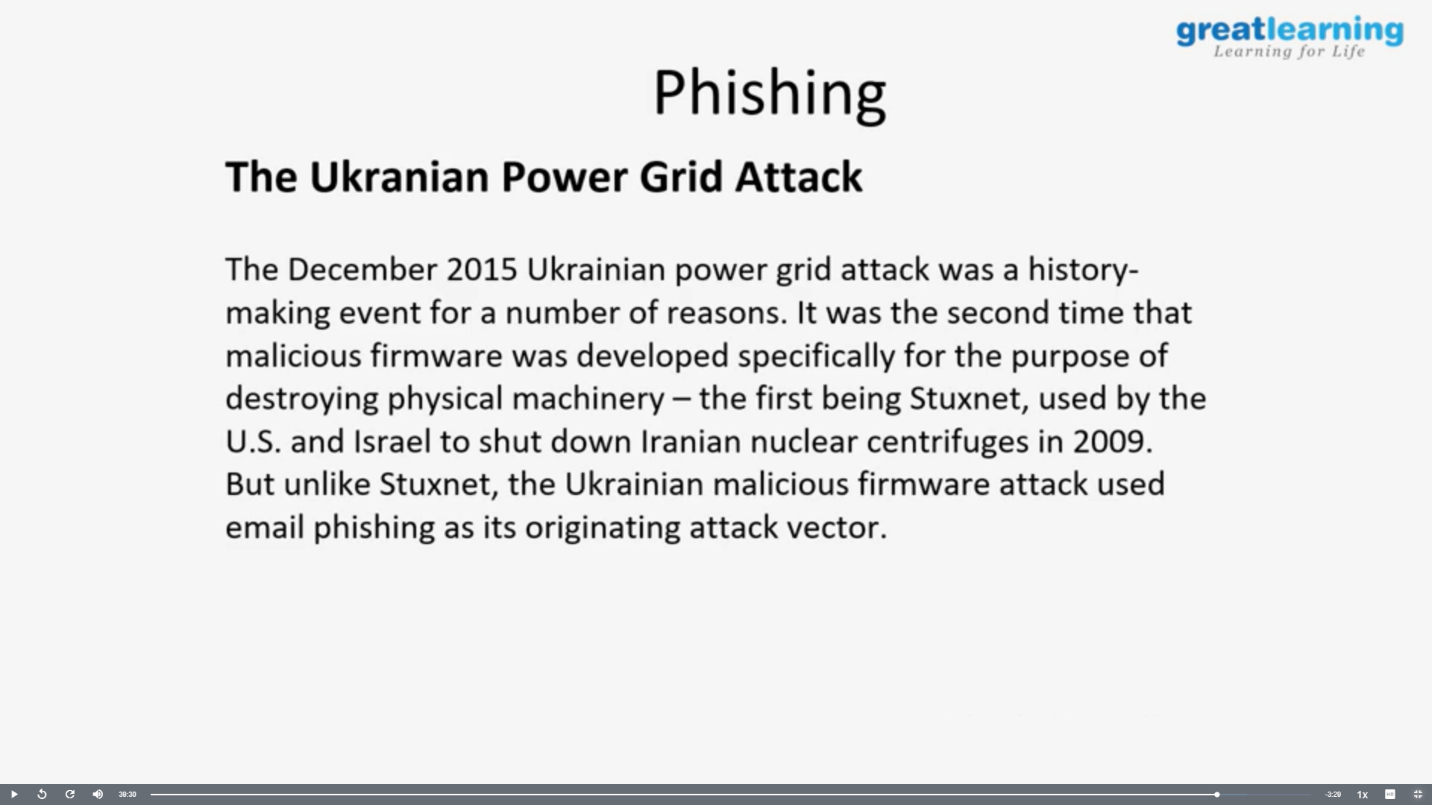 greatlearning
Learning for Life
Phishing
The Ukranian Power Grid Attack
The December 2015 Ukrainian power grid attack was a history-
making event for a number of reasons. It was the second time that
malicious firmware was developed specifically for the purpose of
destroying physical machinery – the first being Stuxnet, used by the
U.S. and Israel to shut down Iranian nuclear centrifuges in 2009.
But unlike Stuxnet, the Ukrainian malicious firmware attack used
email phishing as its originating attack vector.
39:30
-3:29
1x